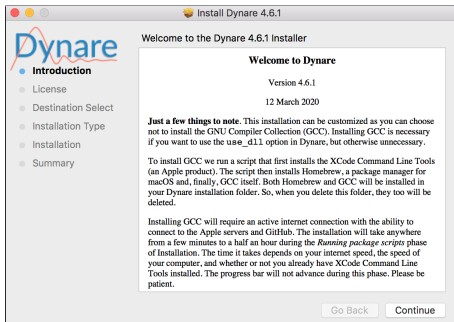 Install Dynare 4.6.1
Dynare
Introduction
License
Destination Select
Installation Type
Installation
Summary
Welcome to the Dynare 4.6.1 Installer
Welcome to Dynare
Version 4.6.1
12 March 2020
Just a few things to note. This installation can be customized as you can choose
not to install the GNU Compiler Collection (GCC). Installing GCC is necessary
if you want to use the use_dll option in Dynare, but otherwise unnecessary.
To install GCC we run a script that first installs the XCode Command Line Tools
(an Apple product). The script then installs Homebrew, a package manager for
macOS and, finally, GCC itself. Both Homebrew and GCC will be installed in
your Dynare installation folder. So, when you delete this folder, they too will be
deleted.
Installing GCC will require an active internet connection with the ability to
connect to the Apple servers and GitHub. The installation will take anywhere
from a few minutes to a half an hour during the Running package scripts phase
of Installation. The time it takes depends on your internet speed, the speed of
your computer, and whether or not you already have XCode Command Line
Tools installed. The progress bar will not advance during this phase. Please be
patient.
Go Back
Continue